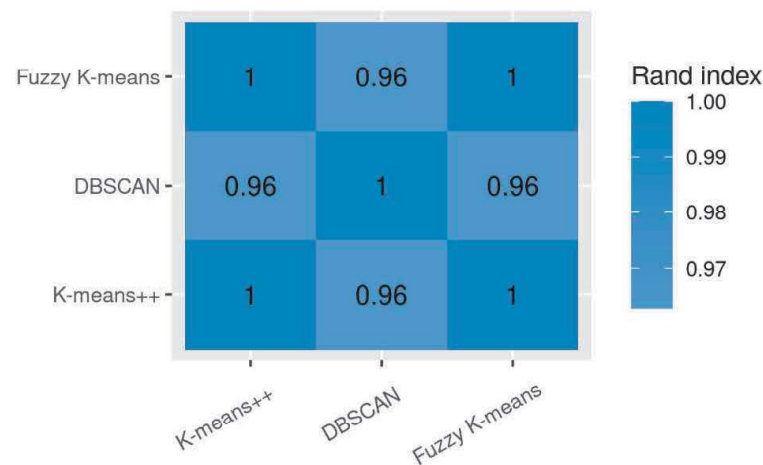 Fuzzy K-means 1 0.96 1
DBSCAN 0.96 1 0.96
K-means++ 1 0.96 1
K-means++ DBSCAN Fuzzy K-means
Rand index
1.00
0.99
0.98
0.97